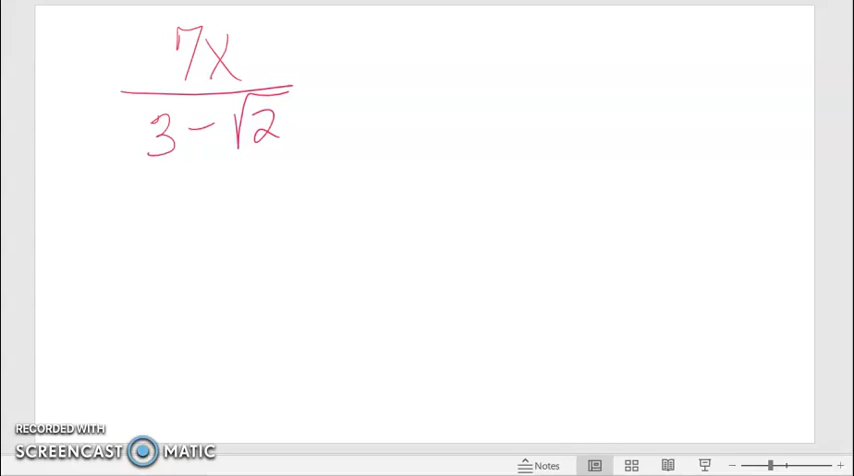 7x
3 - √2
RECORDED WITH
SCREENCAST MATIC
Notes